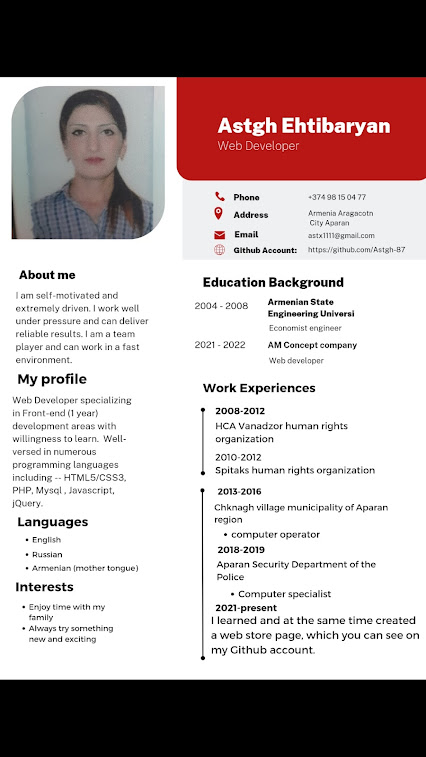 Astgh Ehtibaryan
Web Developer
Phone +374 98 15 04 77
Address Armenia Aragacotn
City Aparan
Email astx1111@gmail.com
Github Account: https://github.com/Astgh-87
About me
I am self-motivated and
extremely driven. I work well
under pressure and can deliver
reliable results. I am a team
player and can work in a fast
environment.
My profile
Web Developer specializing
in Front-end (1 year)
development areas with
willingness to learn. Well-
versed in numerous
programming languages
including -- HTML5/CSS3,
PHP, Mysql , Javascript,
jQuery.
Languages
• English
• Russian
• Armenian (mother tongue)
Interests
• Enjoy time with my
family
• Always try something
new and exciting
Education Background
2004 - 2008 Armenian State
Engineering Universi
Economist engineer
2021 - 2022 AM Concept company
Web developer
Work Experiences
2008-2012
HCA Vanadzor human rights
organization
2010-2012
Spitaks human rights organization
2013-2016
Chknagh village municipality of Aparan
region
• computer operator
2018-2019
Aparan Security Department of the
Police
• Computer specialist
2021-present
I learned and at the same time created
a web store page, which you can see on
my Github account.